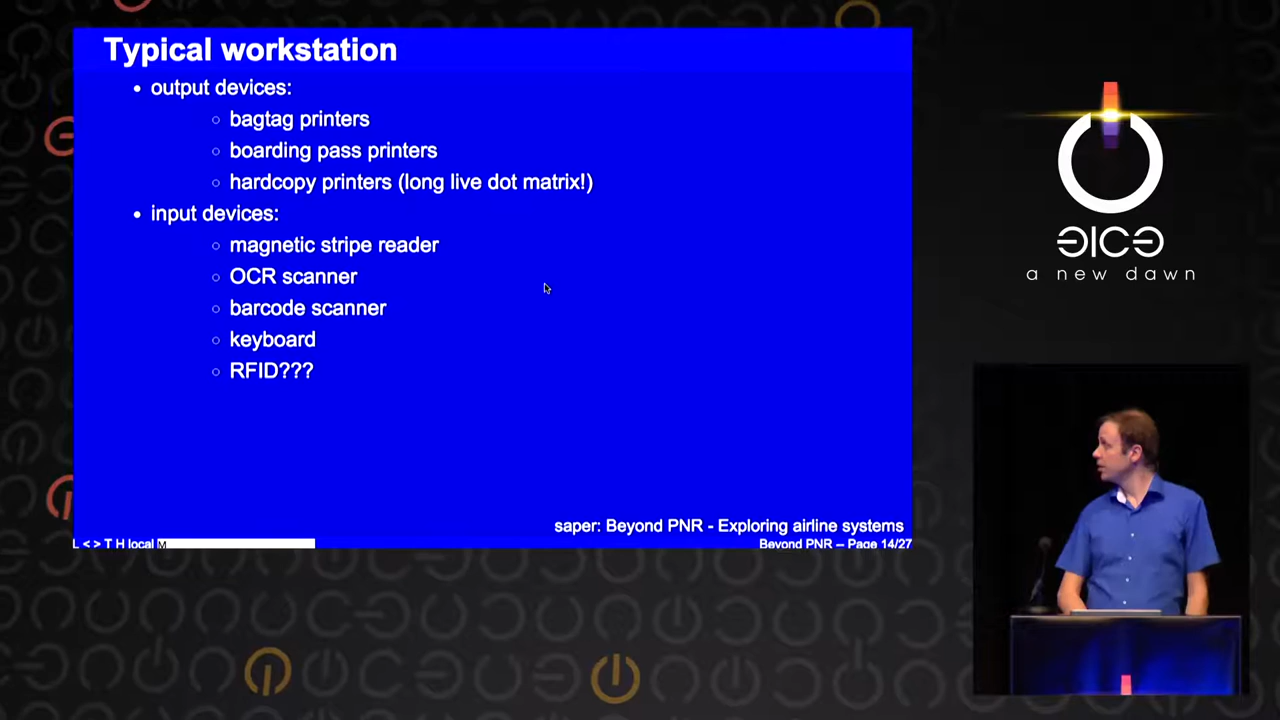 Typical workstation
• output devices:
○ bagtag printers
○ boarding pass printers
○ hardcopy printers (long live dot matrix!)
• input devices:
○ magnetic stripe reader
○ OCR scanner
○ barcode scanner
○ keyboard
○ RFID???
saper: Beyond PNR - Exploring airline systems
L < > T H local M
Beyond PNR -- Page 14/27
a new dawn